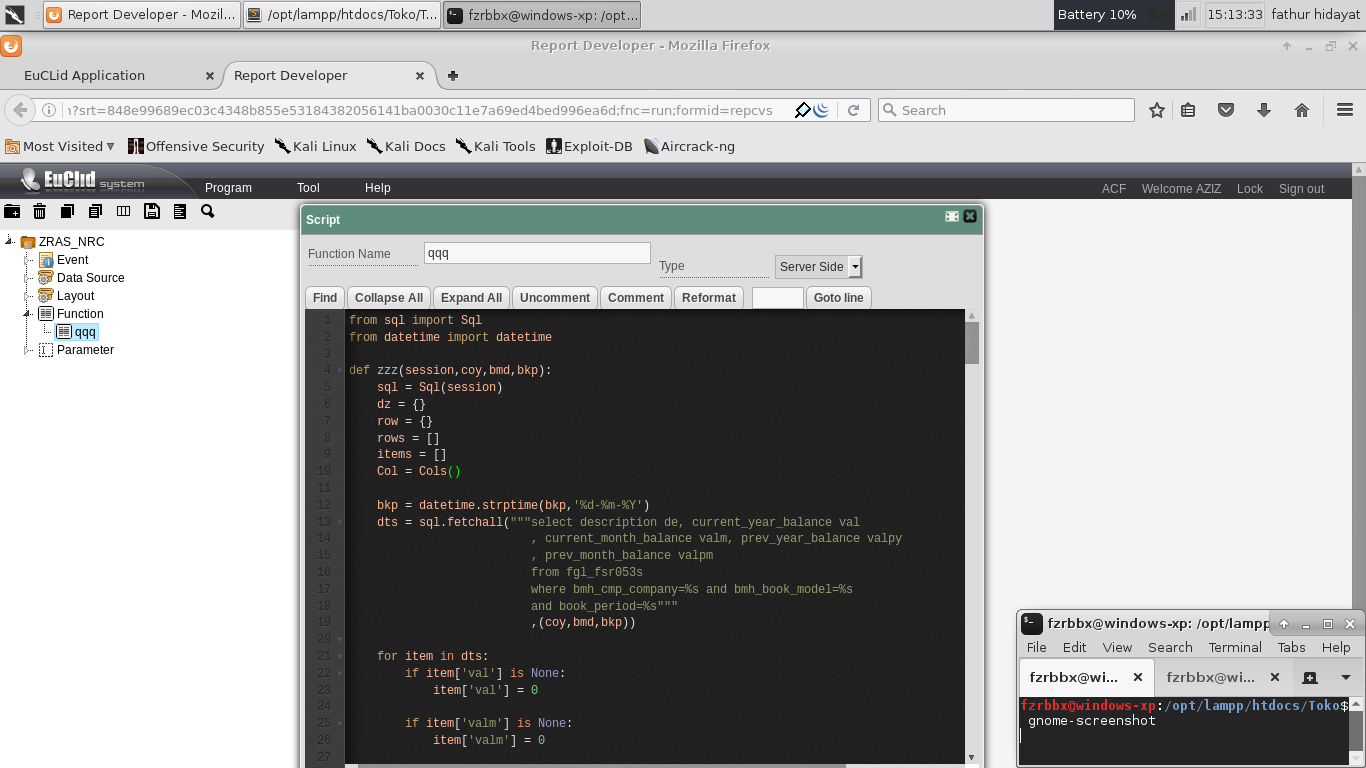 Report Developer - Mozil...
/opt/lampp/htdocs/Toko/T...
fzrbbx@windows-xp: /opt...
Battery 10%
15:13:33
fathur hidayat
Report Developer - Mozilla Firefox
EuCLid Application
Report Developer
?srt=848e99689ec03c4348b855e53184382056141ba0030c11e7a69ed4bed996ea6d;fnc=run;formid=repcvs
Search
Most Visited
Offensive Security
Kali Linux
Kali Docs
Kali Tools
Exploit-DB
Aircrack-ng
EuClid system
Program
Tool
Help
ACF
Welcome AZIZ
Lock
Sign out
ZRAS_NRC
Event
Data Source
Layout
Function
qqq
Parameter
Script
Function Name
qqq
Type
Server Side
Find
Collapse All
Expand All
Uncomment
Comment
Reformat
Goto line
1 from sql import Sql
2 from datetime import datetime
3
4 def zzz(session,coy,bmd,bkp):
5 sql = Sql(session)
6 dz = {}
7 row = {}
8 rows = []
9 items = []
10 Col = Cols()
11
12 bkp = datetime.strptime(bkp,'%d-%m-%Y')
13 dts = sql.fetchall("""select description de, current_year_balance val
14 , current_month_balance valm, prev_year_balance valpy
15 , prev_month_balance valpm
16 from fgl_fsr053s
17 where bmh_cmp_company=%s and bmh_book_model=%s
18 and book_period=%s"""
19 ,(coy,bmd,bkp))
20
21 for item in dts:
22 if item['val'] is None:
23 item['val'] = 0
24
25 if item['valm'] is None:
26 item['valm'] = 0
27
fzrbbx@windows-xp: /opt/lampp
File Edit View Search Terminal Tabs Help
fzrbbx@wi...
fzrbbx@wi...
fzrbbx@windows-xp:/opt/lampp/htdocs/Toko$
gnome-screenshot